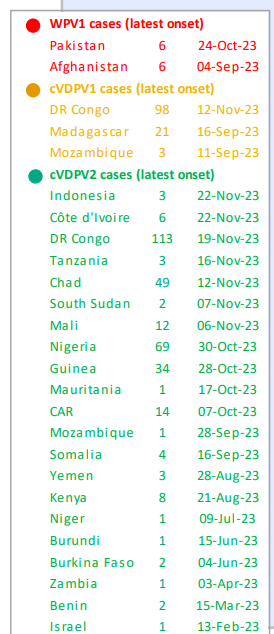 WPV1 cases (latest onset)
Pakistan 6 24-Oct-23
Afghanistan 6 04-Sep-23
cVDPV1 cases (latest onset)
DR Congo 98 12-Nov-23
Madagascar 21 16-Sep-23
Mozambique 3 11-Sep-23
cVDPV2 cases (latest onset)
Indonesia 3 22-Nov-23
Côte d'Ivoire 6 22-Nov-23
DR Congo 113 19-Nov-23
Tanzania 3 16-Nov-23
Chad 49 12-Nov-23
South Sudan 2 07-Nov-23
Mali 12 06-Nov-23
Nigeria 69 30-Oct-23
Guinea 34 28-Oct-23
Mauritania 1 17-Oct-23
CAR 14 07-Oct-23
Mozambique 1 28-Sep-23
Somalia 4 16-Sep-23
Yemen 3 28-Aug-23
Kenya 8 21-Aug-23
Niger 1 09-Jul-23
Burundi 1 15-Jun-23
Burkina Faso 2 04-Jun-23
Zambia 1 03-Apr-23
Benin 2 15-Mar-23
Israel 1 13-Feb-23